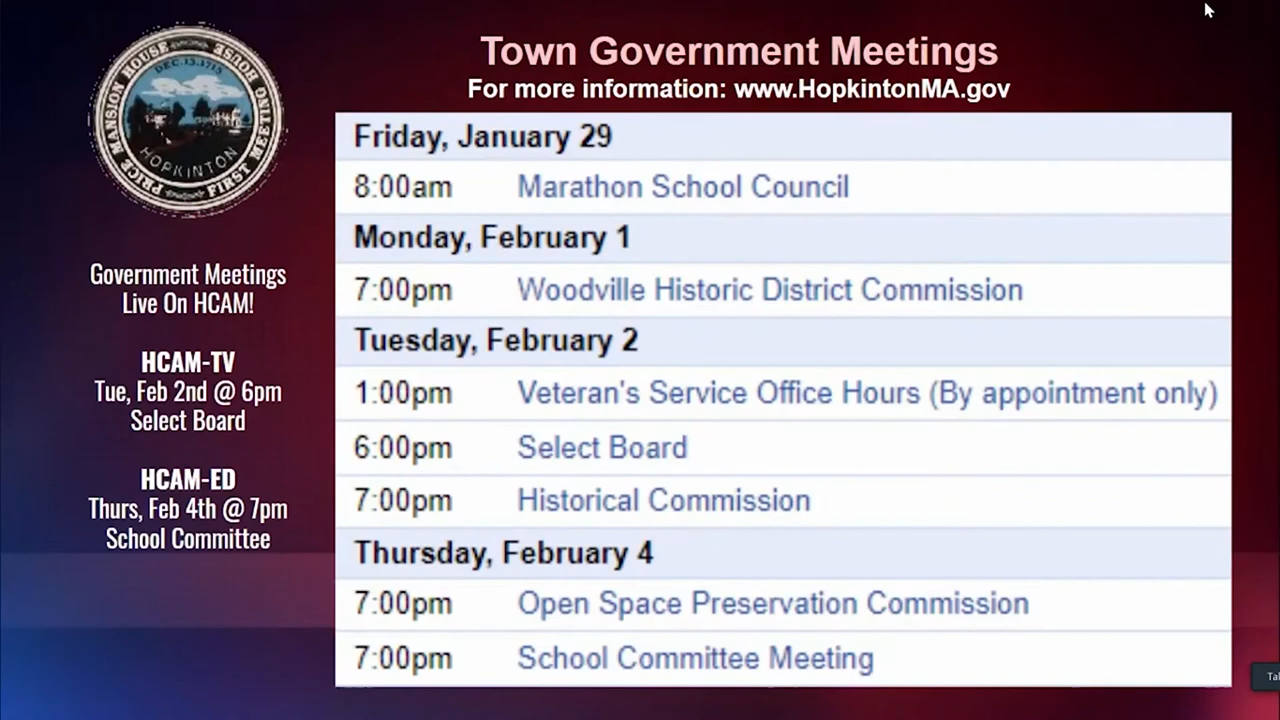 Town Government Meetings
For more information: www.HopkintonMA.gov
PRICE MANSION HOUSE
FIRST MEETING HOUSE
DEC.13.1715
HOPKINTON
Government Meetings
Live On HCAM!
HCAM-TV
Tue, Feb 2nd @ 6pm
Select Board
HCAM-ED
Thurs, Feb 4th @ 7pm
School Committee
Friday, January 29
8:00am Marathon School Council
Monday, February 1
7:00pm Woodville Historic District Commission
Tuesday, February 2
1:00pm Veteran's Service Office Hours (By appointment only)
6:00pm Select Board
7:00pm Historical Commission
Thursday, February 4
7:00pm Open Space Preservation Commission
7:00pm School Committee Meeting